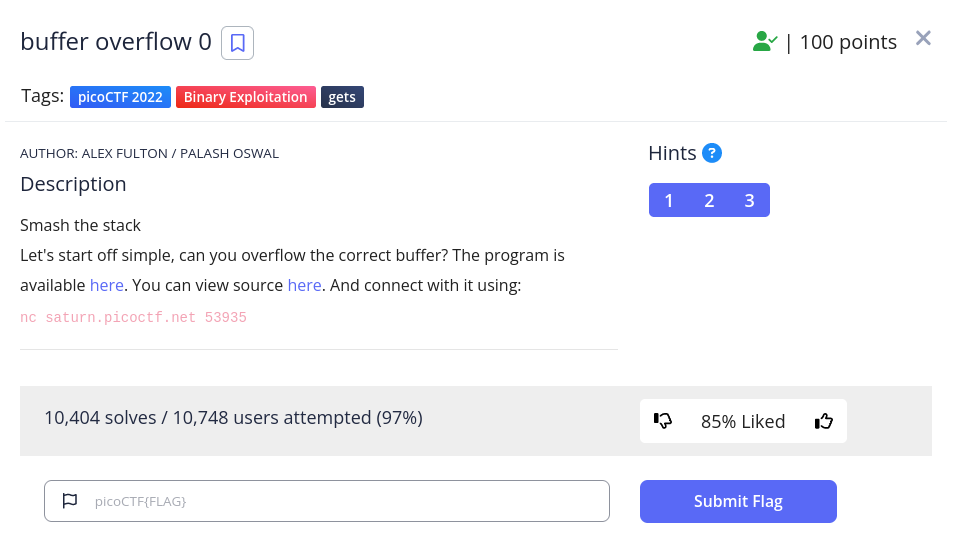 buffer overflow 0
| 100 points
Tags: picoCTF 2022 Binary Exploitation gets
AUTHOR: ALEX FULTON / PALASH OSWAL
Hints ?
Description
1 2 3
Smash the stack
Let's start off simple, can you overflow the correct buffer? The program is
available here. You can view source here. And connect with it using:
nc saturn.picoctf.net 53935
10,404 solves / 10,748 users attempted (97%)
85% Liked
picoCTF{FLAG}
Submit Flag